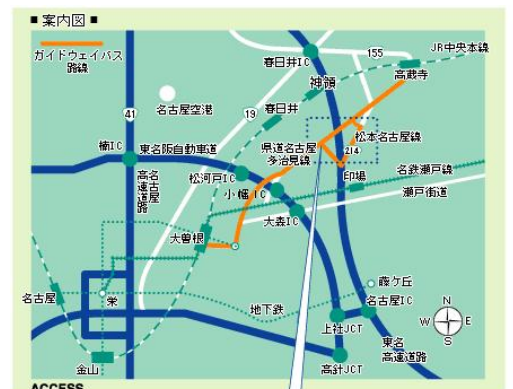 ■ 案内図 ■
ガイドウェイバス
路線
155
JR中央本線
春日井IC
高蔵寺
神領
名古屋空港
春日井
41
19
松本名古屋線
楠IC
東名阪自動車道
県道名古屋
多治見線
214
名鉄瀬戸線
松河戸IC
印場
名古屋
高速道路
小幡IC
瀬戸街道
大森IC
大曽根
藤ケ丘
名古屋
栄
地下鉄
名古屋IC
N
W
E
S
上社JCT
東名
高速道路
高針JCT
金山
ACCESS